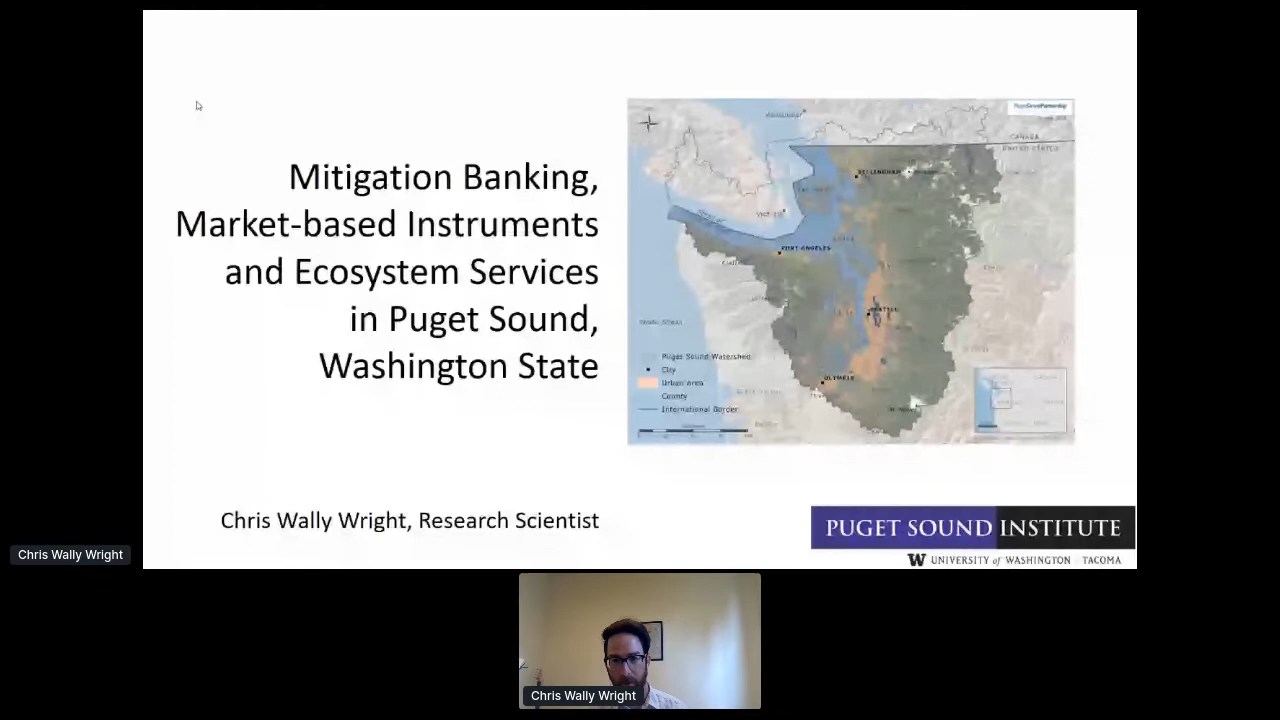 Mitigation Banking,
Market-based Instruments
and Ecosystem Services
in Puget Sound,
Washington State
Chris Wally Wright, Research Scientist
CANADA
UNITED STATES
BELLINGHAM
PORT ANGELES
SEATTLE
OLYMPIA
Puget Sound Watershed
City
Urban area
County
International Border
PUGET SOUND INSTITUTE
W UNIVERSITY of WASHINGTON TACOMA
Chris Wally Wright
Chris Wally Wright